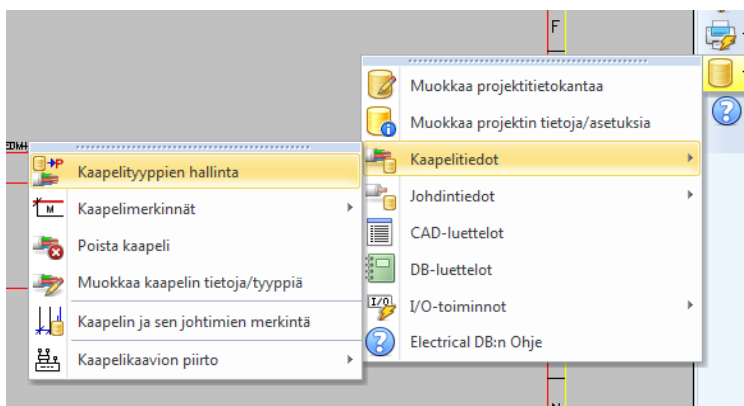 F
Muokkaa projektitietokantaa
Muokkaa projektin tietoja/asetuksia
Kaapelitiedot
Johdintiedot
CAD-luettelot
DB-luettelot
I/O-toiminnot
I/O
Electrical DB:n Ohje
P
Kaapelityyppien hallinta
M
Kaapelimerkinnät
Poista kaapeli
Muokkaa kaapelin tietoja/tyyppiä
Kaapelin ja sen johtimien merkintä
Kaapelikaavion piirto